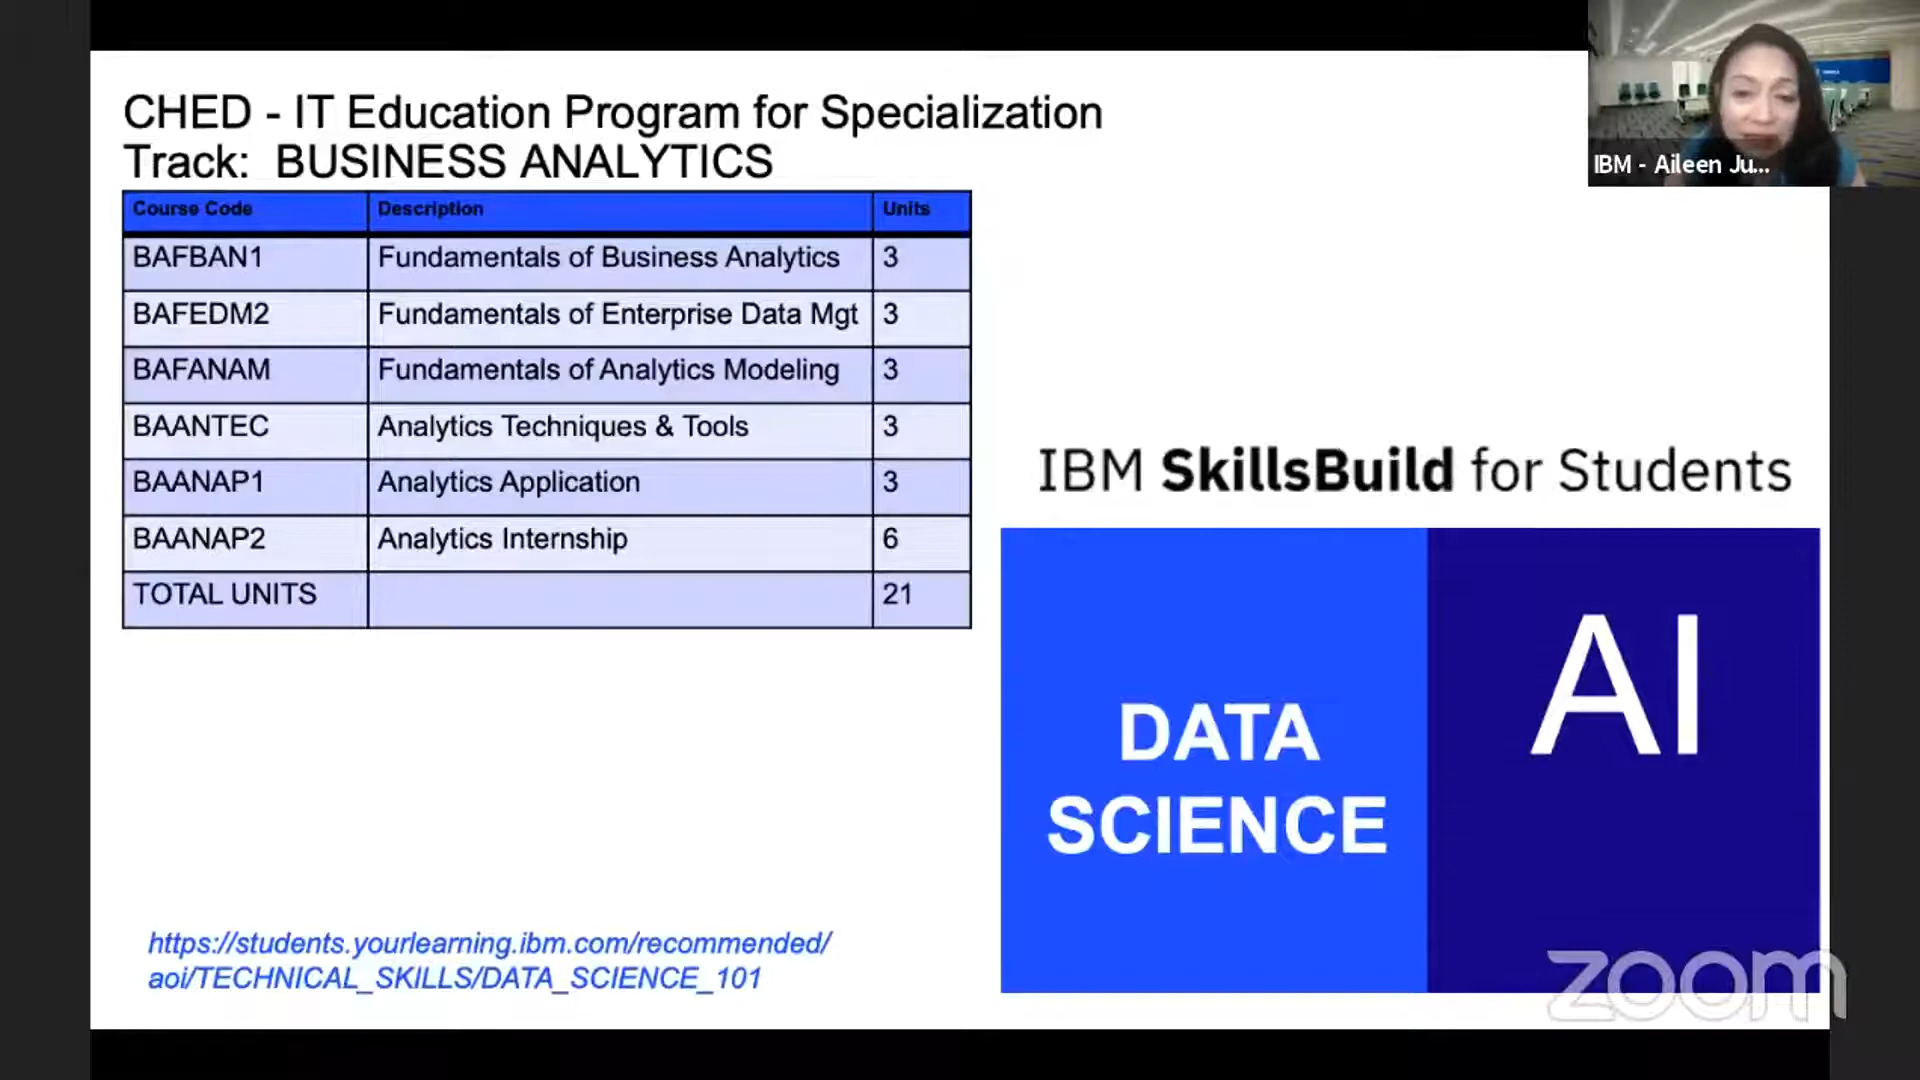 CHED - IT Education Program for Specialization
Track: BUSINESS ANALYTICS
Course Code Description Units
BAFBAN1 Fundamentals of Business Analytics 3
BAFEDM2 Fundamentals of Enterprise Data Mgt 3
BAFANAM Fundamentals of Analytics Modeling 3
BAANTEC Analytics Techniques & Tools 3
BAANAP1 Analytics Application 3
BAANAP2 Analytics Internship 6
TOTAL UNITS 21
https://students.yourlearning.ibm.com/recommended/
aoi/TECHNICAL_SKILLS/DATA_SCIENCE_101
IBM - Aileen Ju...
IBM SkillsBuild for Students
DATA
SCIENCE
AI
zoom